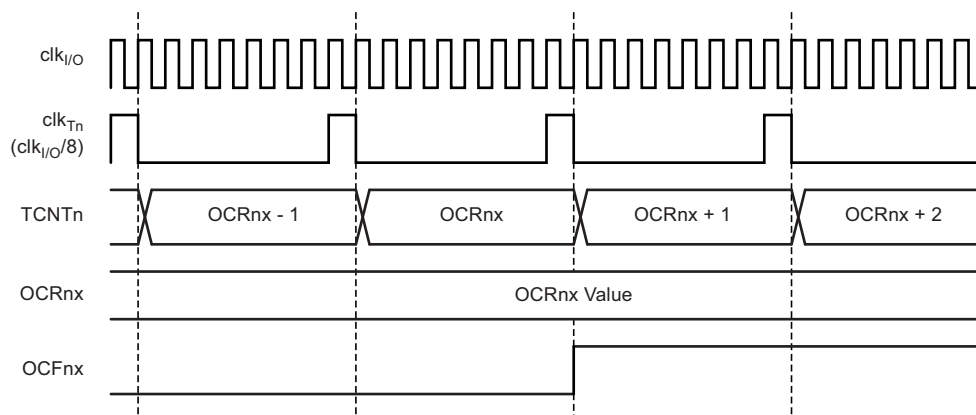 clkI/O
clkTn
(clkI/O/8)
TCNTn OCRnx - 1 OCRnx OCRnx + 1 OCRnx + 2
OCRnx OCRnx Value
OCFnx